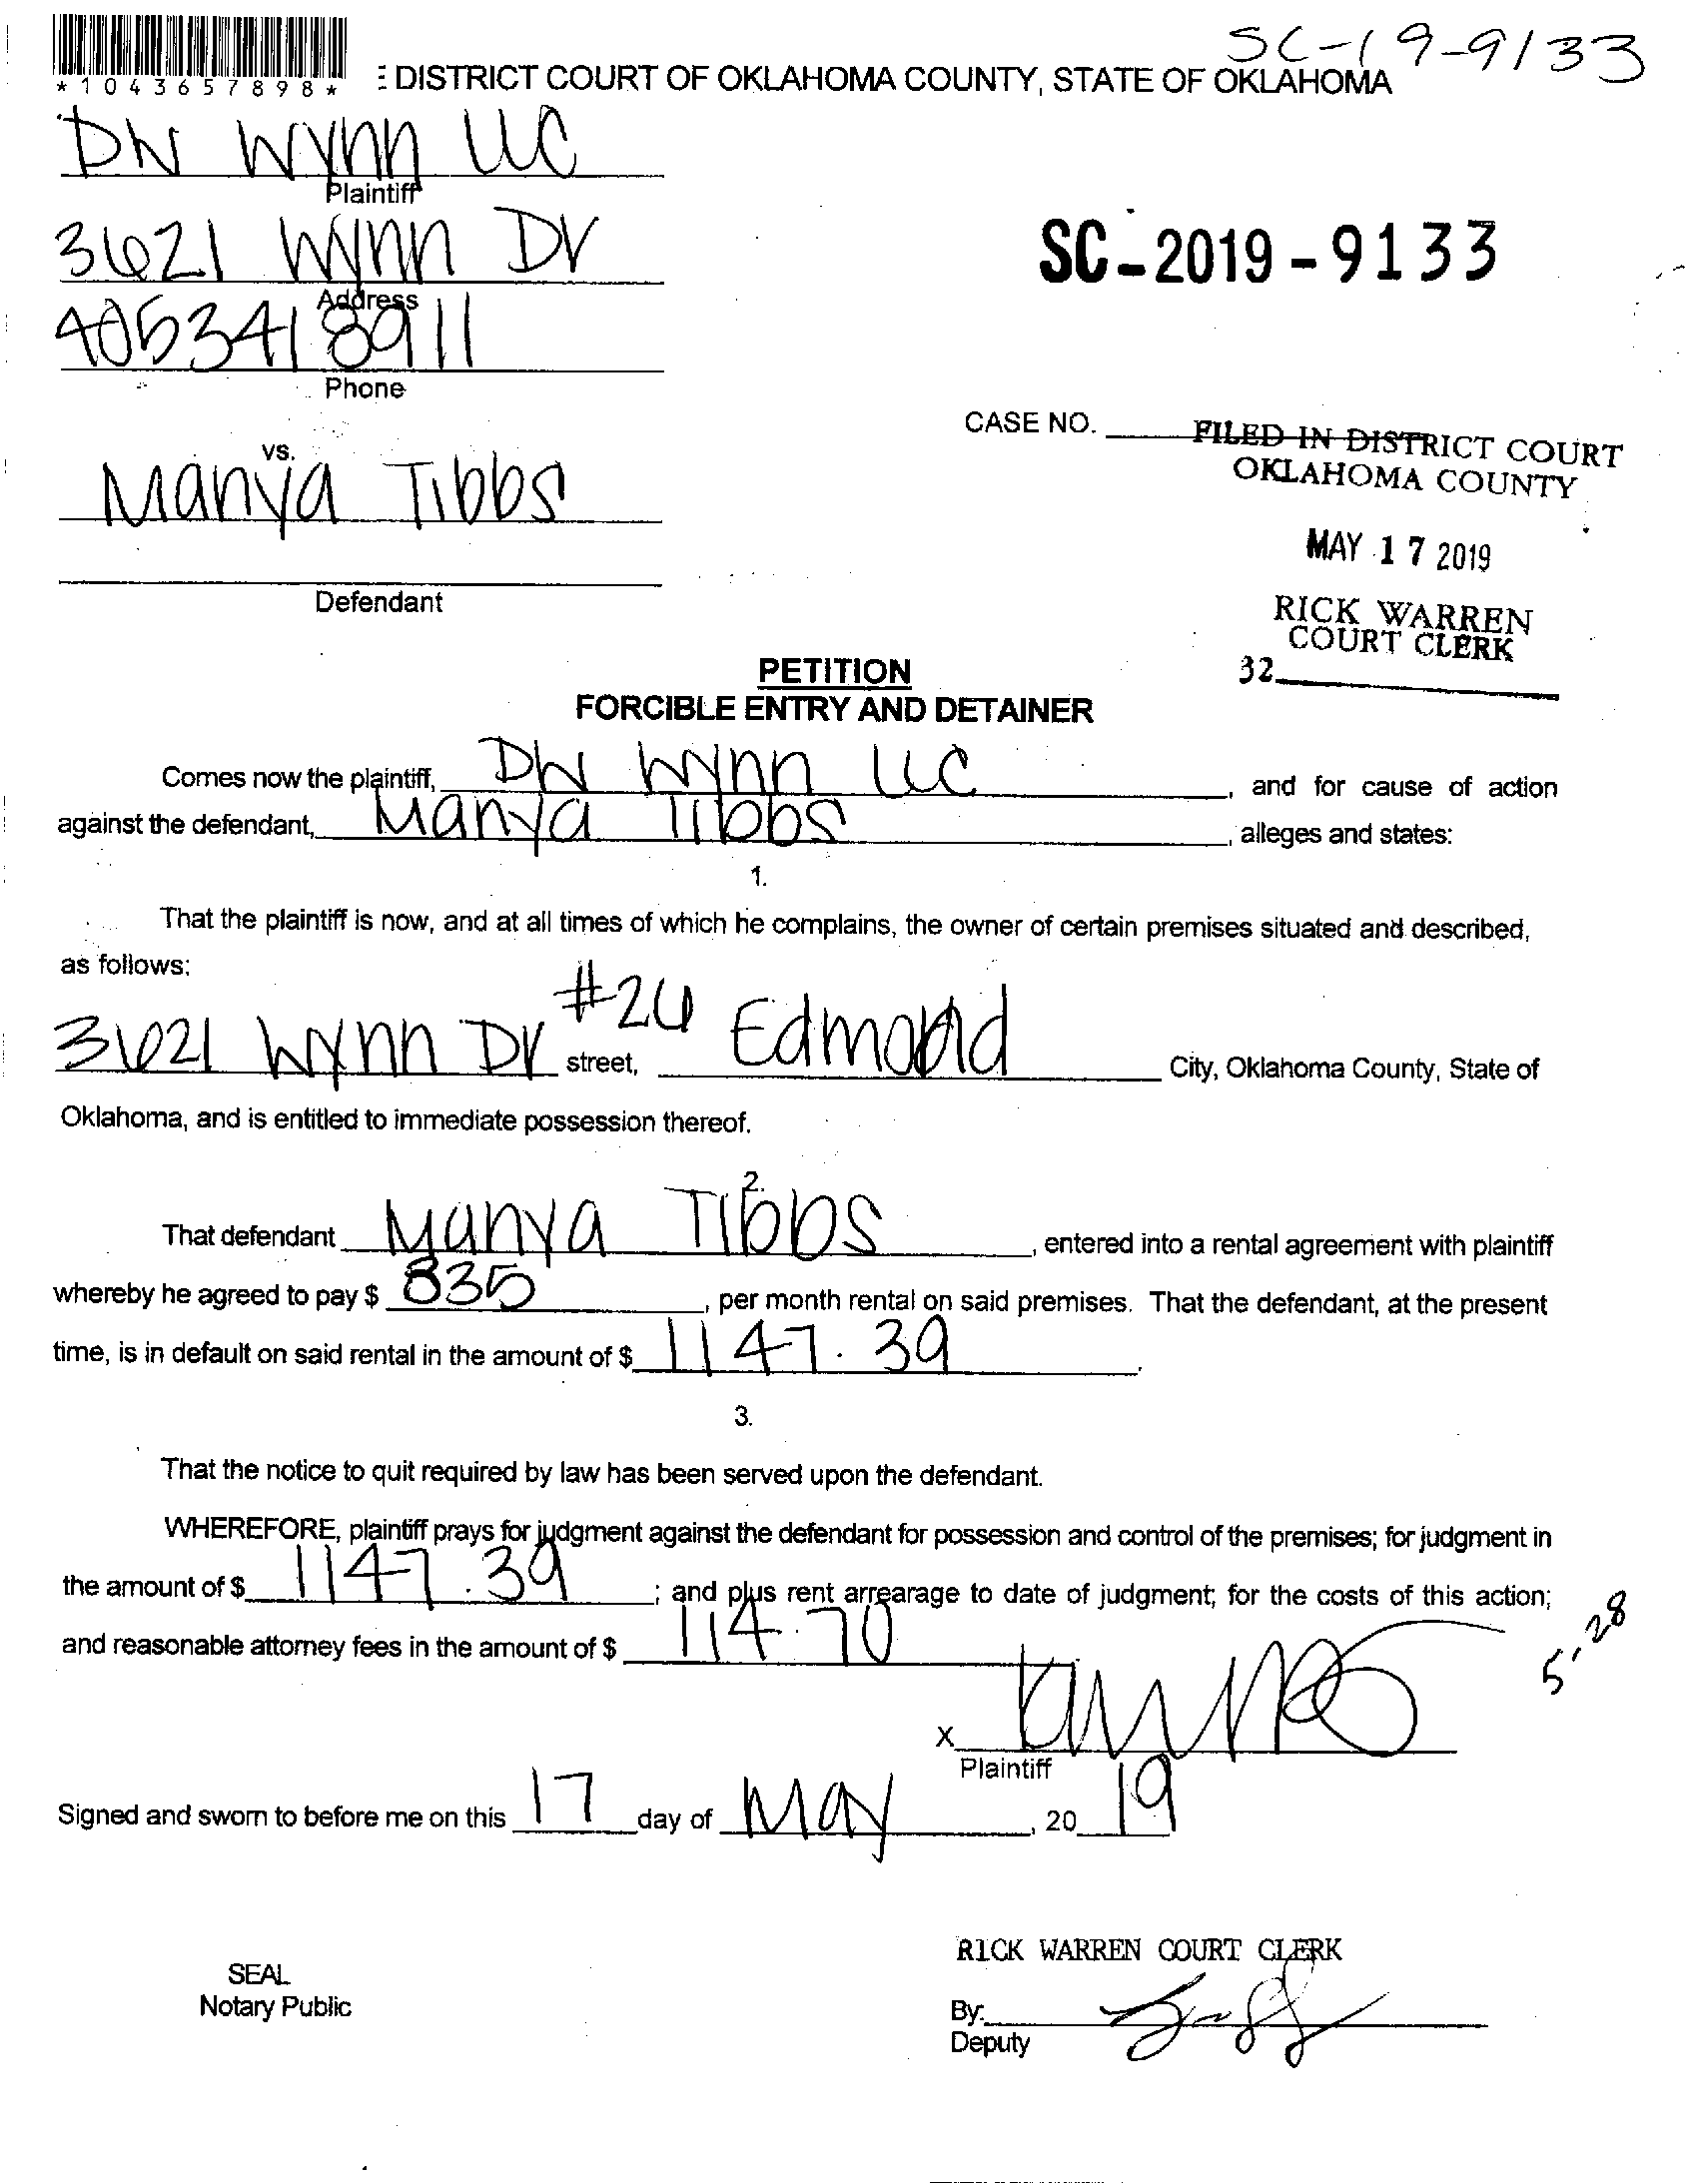 SC-19-9133
*1043657898*
E DISTRICT COURT OF OKLAHOMA COUNTY, STATE OF OKLAHOMA
DW Wynn LLC
Plaintiff
3621 Wynn Dr
Address
SC-2019-9133
4053418911
Phone
CASE NO.
FILED IN DISTRICT COURT
OKLAHOMA COUNTY
vs.
Manya Tibbs
MAY 17 2019
Defendant
RICK WARREN
COURT CLERK
32
PETITION
FORCIBLE ENTRY AND DETAINER
Comes now the plaintiff, DW Wynn LLC, and for cause of action
against the defendant, Manya Tibbs, alleges and states:
1.
That the plaintiff is now, and at all times of which he complains, the owner of certain premises situated and described,
as follows:
3621 Wynn Dr #26 street, Edmond City, Oklahoma County, State of
Oklahoma, and is entitled to immediate possession thereof.
2.
That defendant Manya Tibbs, entered into a rental agreement with plaintiff
whereby he agreed to pay $ 835, per month rental on said premises. That the defendant, at the present
time, is in default on said rental in the amount of $ 1147.39.
3.
That the notice to quit required by law has been served upon the defendant.
WHEREFORE, plaintiff prays for judgment against the defendant for possession and control of the premises; for judgment in
the amount of $ 1147.39; and plus rent arrearage to date of judgment; for the costs of this action;
and reasonable attorney fees in the amount of $ 114.70
5-28
X
Plaintiff
Signed and sworn to before me on this 17 day of May, 20 19
RICK WARREN COURT CLERK
SEAL
Notary Public
By:
Deputy